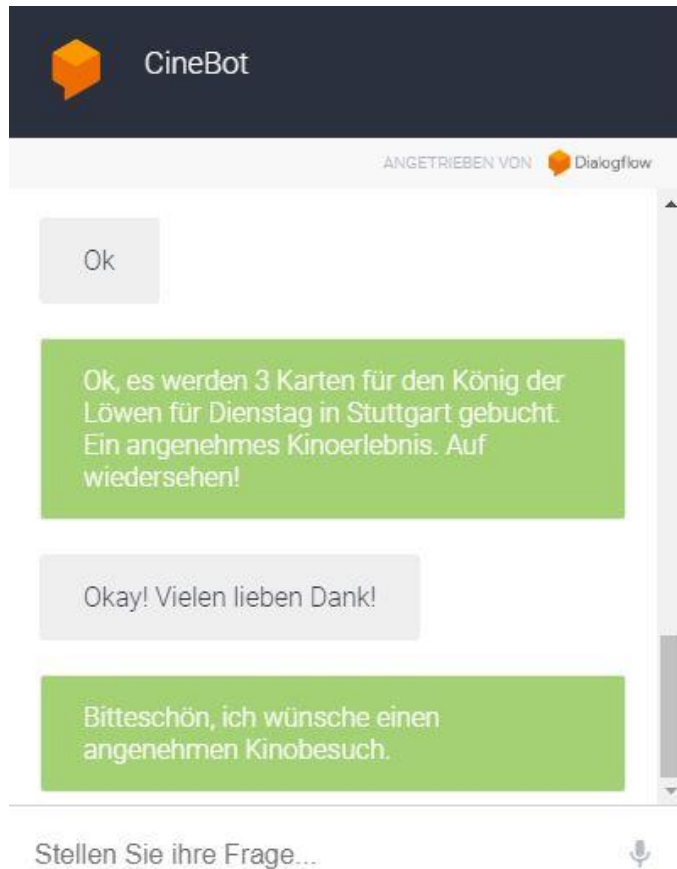 CineBot
ANGETRIEBEN VON Dialogflow
Ok
Ok, es werden 3 Karten für den König der
Löwen für Dienstag in Stuttgart gebucht.
Ein angenehmes Kinoerlebnis. Auf
wiedersehen!
Okay! Vielen lieben Dank!
Bitteschön, ich wünsche einen
angenehmen Kinobesuch.
Stellen Sie ihre Frage...